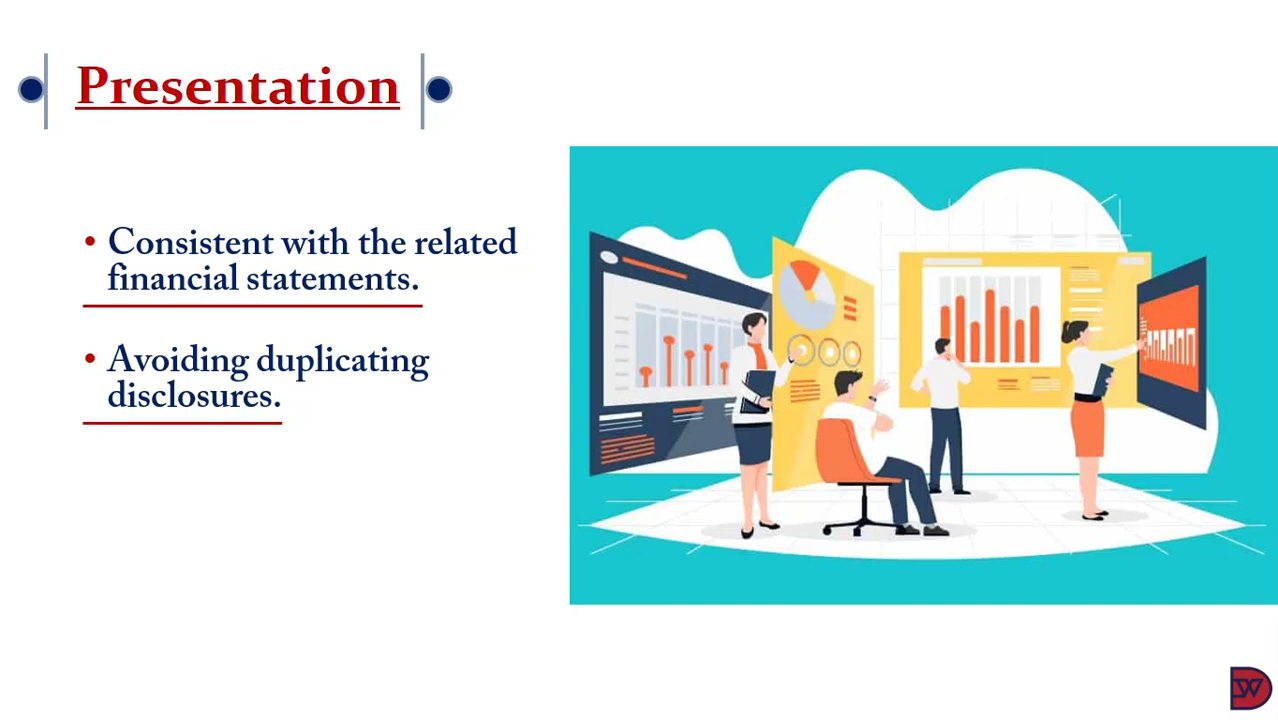 Presentation
• Consistent with the related
financial statements.
• Avoiding duplicating
disclosures.